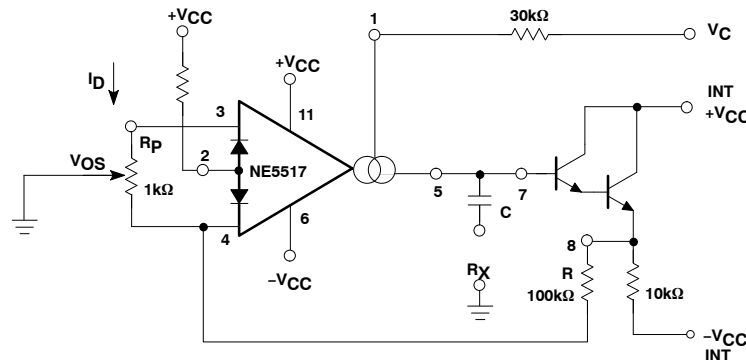 +VCC
1
30kΩ
VC
ID
+VCC
INT
+VCC
3
11
RP
VOS
2
NE5517
1kΩ
5
7
C
4
6
8
−VCC
RX
R
100kΩ
10kΩ
−VCC
INT